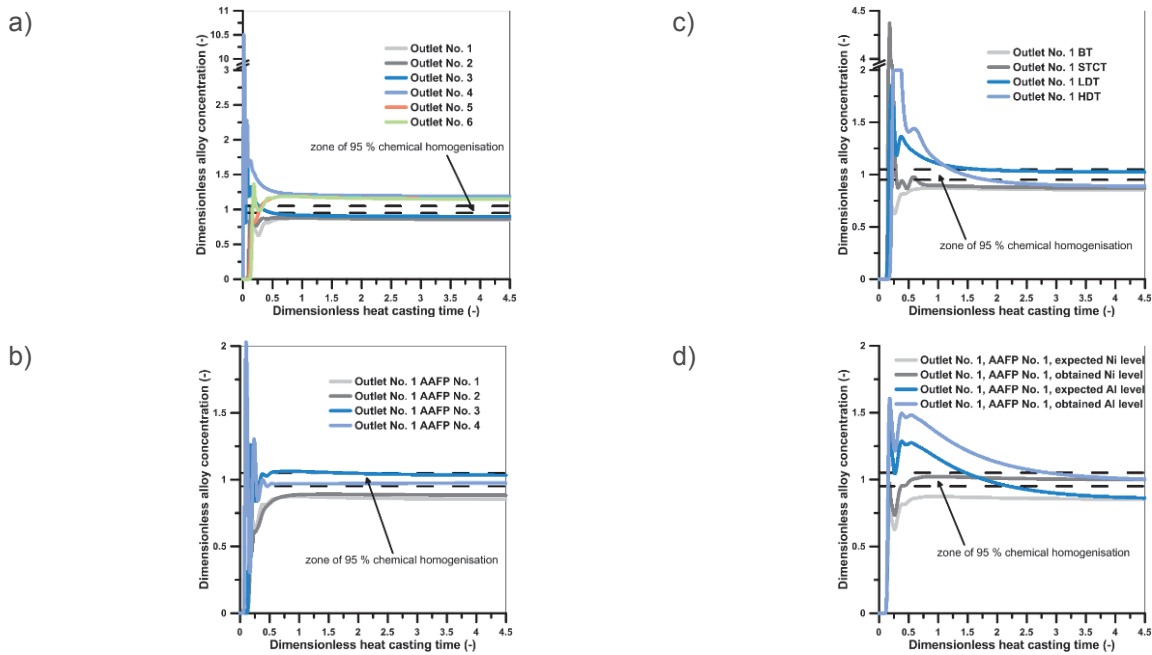 a)
Dimensionless alloy concentration (-)
11
10.5
10
3
2.5
2
1.5
1
0.5
0
Outlet No. 1
Outlet No. 2
Outlet No. 3
Outlet No. 4
Outlet No. 5
Outlet No. 6
zone of 95 % chemical homogenisation
0 0.5 1 1.5 2 2.5 3 3.5 4 4.5
Dimensionless heat casting time (-)
b)
Dimensionless alloy concentration (-)
2
1.5
1
0.5
0
Outlet No. 1 AAFP No. 1
Outlet No. 1 AAFP No. 2
Outlet No. 1 AAFP No. 3
Outlet No. 1 AAFP No. 4
zone of 95 % chemical homogenisation
0 0.5 1 1.5 2 2.5 3 3.5 4 4.5
Dimensionless heat casting time (-)
c)
Dimensionless alloy concentration (-)
4.5
4
2
1.5
1
0.5
0
Outlet No. 1 BT
Outlet No. 1 STCT
Outlet No. 1 LDT
Outlet No. 1 HDT
zone of 95 % chemical homogenisation
0 0.5 1 1.5 2 2.5 3 3.5 4 4.5
Dimensionless heat casting time (-)
d)
Dimensionless alloy concentration (-)
2
1.5
1
0.5
0
Outlet No. 1, AAFP No. 1, expected Ni level
Outlet No. 1, AAFP No. 1, obtained Ni level
Outlet No. 1, AAFP No. 1, expected Al level
Outlet No. 1, AAFP No. 1, obtained Al level
zone of 95 % chemical homogenisation
0 0.5 1 1.5 2 2.5 3 3.5 4 4.5
Dimensionless heat casting time (-)